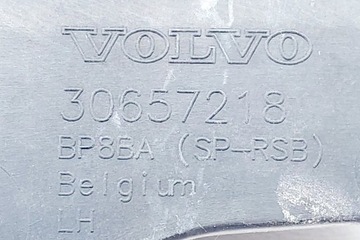 VOLVO
30657218
BP8BA (SP-RSB)
Belgium
LH